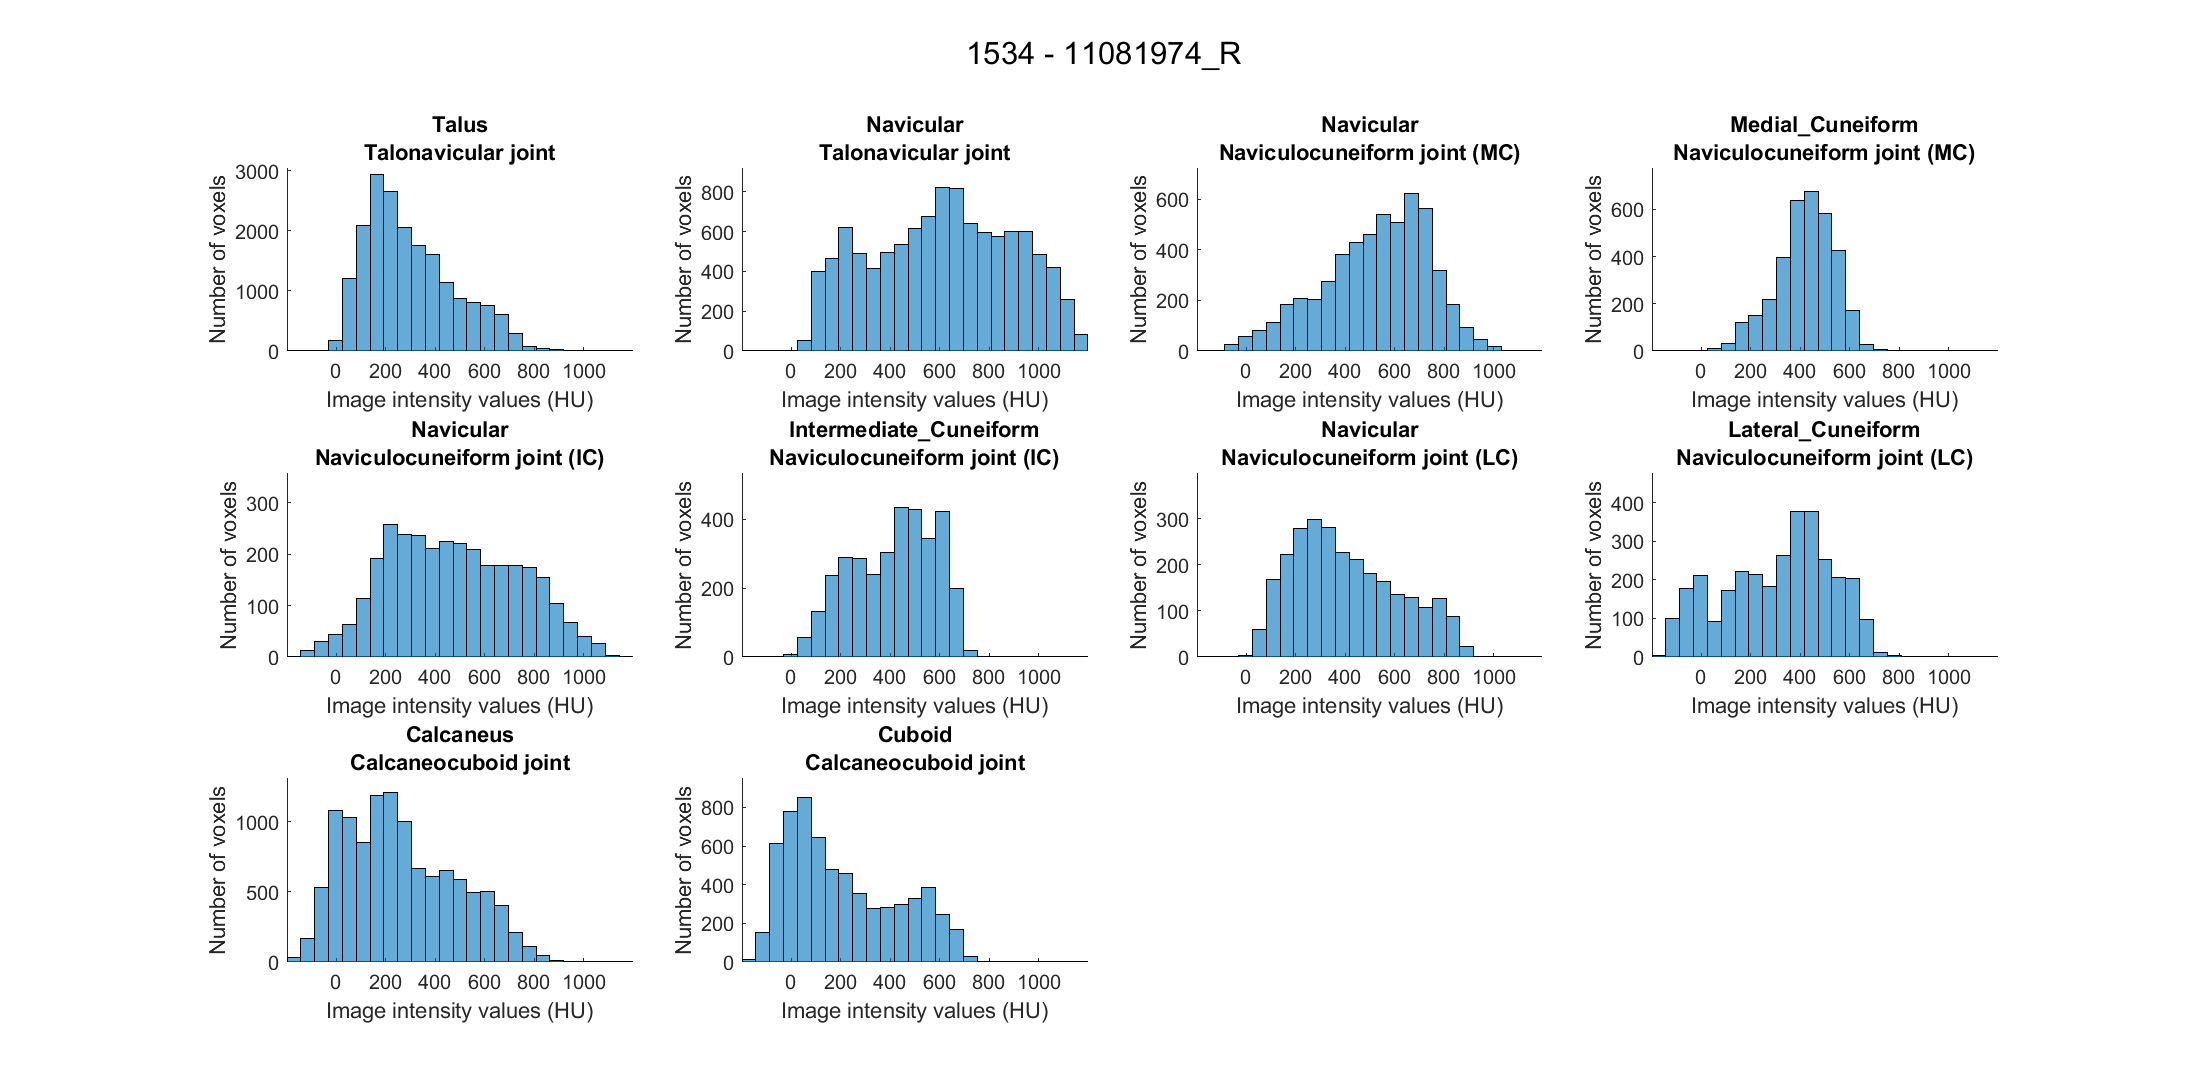 1534 - 11081974_R
Talus
Talonavicular joint
Number of voxels
3000
2000
1000
0
0 200 400 600 800 1000
Image intensity values (HU)
Navicular
Talonavicular joint
Number of voxels
800
600
400
200
0
0 200 400 600 800 1000
Image intensity values (HU)
Navicular
Naviculocuneiform joint (MC)
Number of voxels
600
400
200
0
0 200 400 600 800 1000
Image intensity values (HU)
Medial_Cuneiform
Naviculocuneiform joint (MC)
Number of voxels
600
400
200
0
0 200 400 600 800 1000
Image intensity values (HU)
Navicular
Naviculocuneiform joint (IC)
Number of voxels
300
200
100
0
0 200 400 600 800 1000
Image intensity values (HU)
Intermediate_Cuneiform
Naviculocuneiform joint (IC)
Number of voxels
400
200
0
0 200 400 600 800 1000
Image intensity values (HU)
Navicular
Naviculocuneiform joint (LC)
Number of voxels
300
200
100
0
0 200 400 600 800 1000
Image intensity values (HU)
Lateral_Cuneiform
Naviculocuneiform joint (LC)
Number of voxels
400
300
200
100
0
0 200 400 600 800 1000
Image intensity values (HU)
Calcaneus
Calcaneocuboid joint
Number of voxels
1000
500
0
0 200 400 600 800 1000
Image intensity values (HU)
Cuboid
Calcaneocuboid joint
Number of voxels
800
600
400
200
0
0 200 400 600 800 1000
Image intensity values (HU)